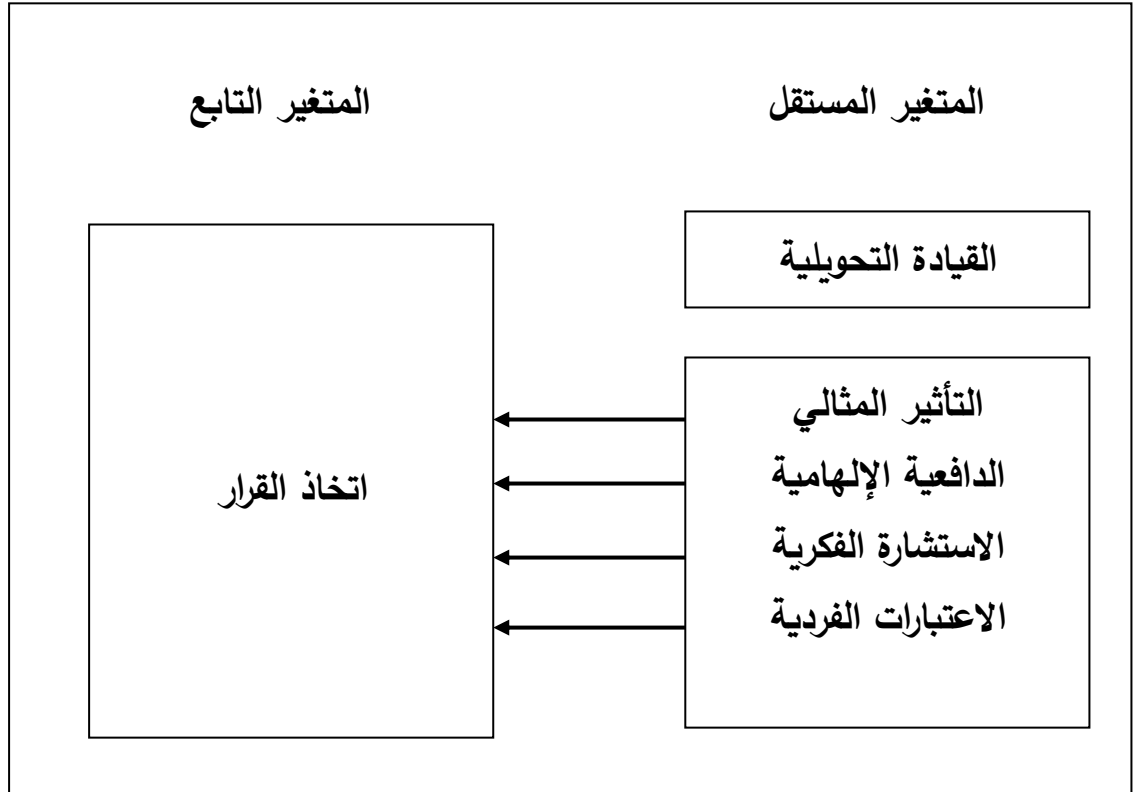 المتغير المستقل
المتغير التابع
القيادة التحويلية
التأثير المثالي
الدافعية الإلهامية
الاستشارة الفكرية
الاعتبارات الفردية
اتخاذ القرار